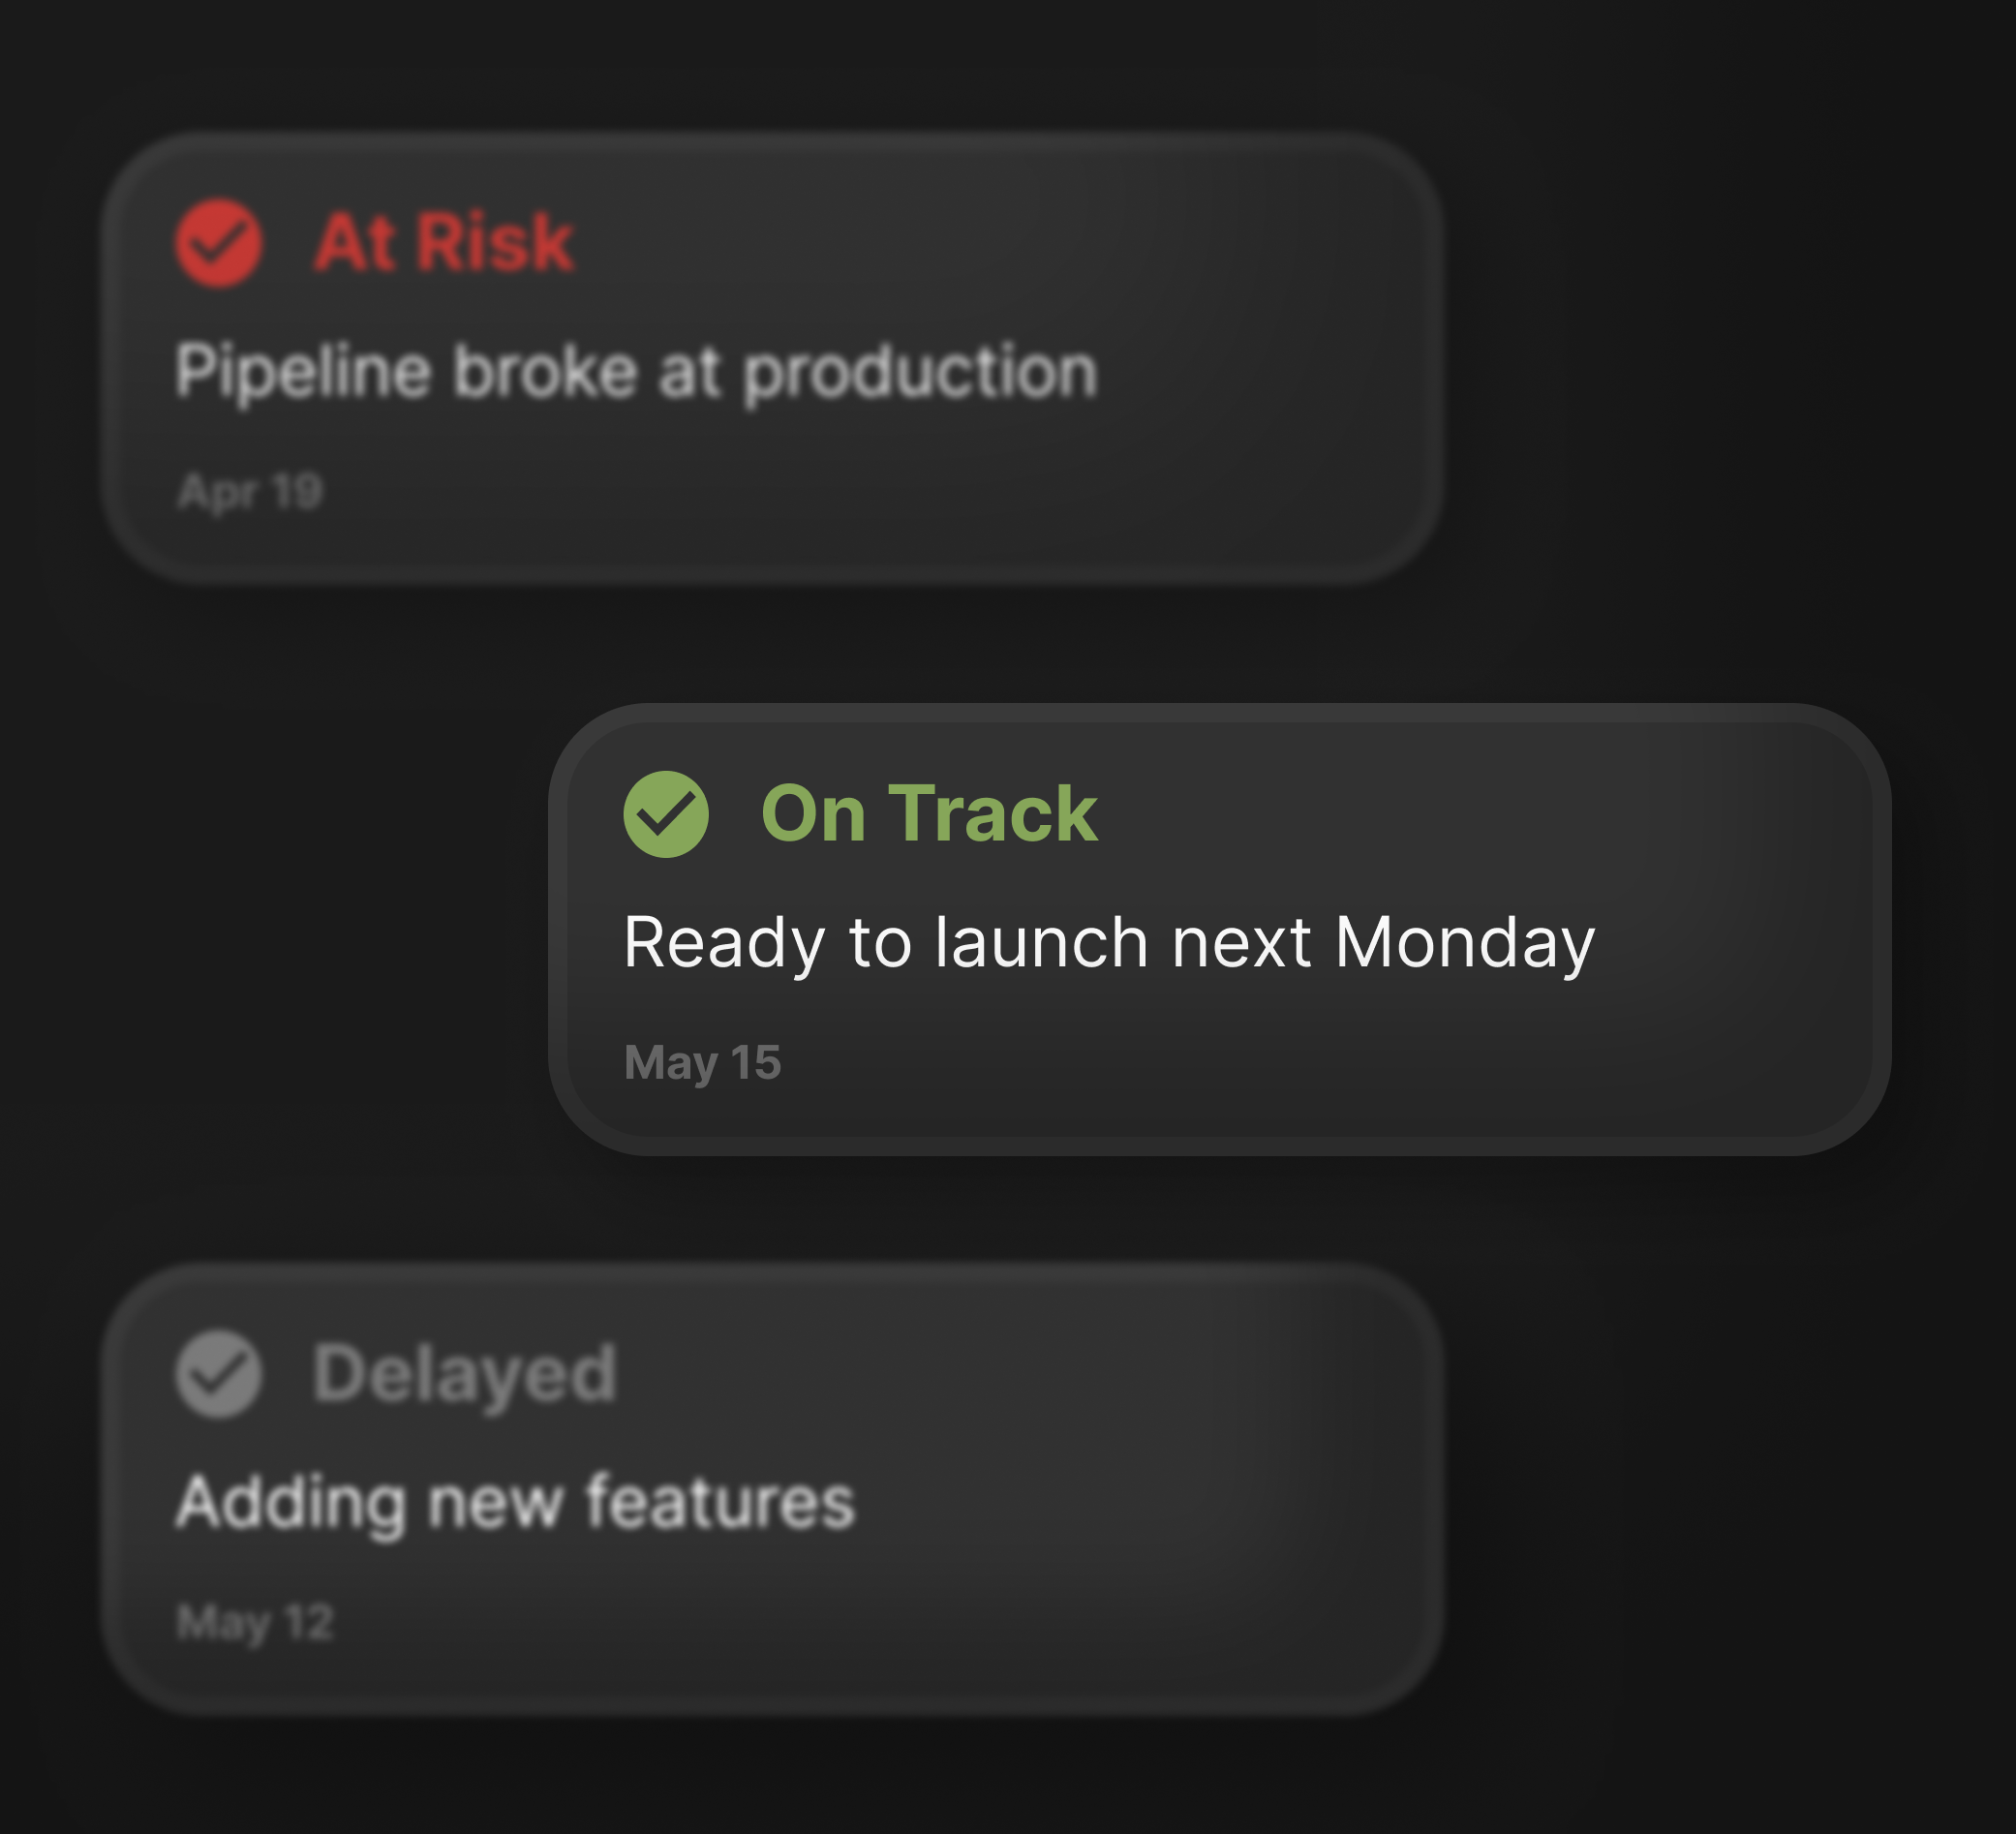 At Risk
Pipeline broke at production
Apr 19
On Track
Ready to launch next Monday
May 15
Delayed
Adding new features
May 12